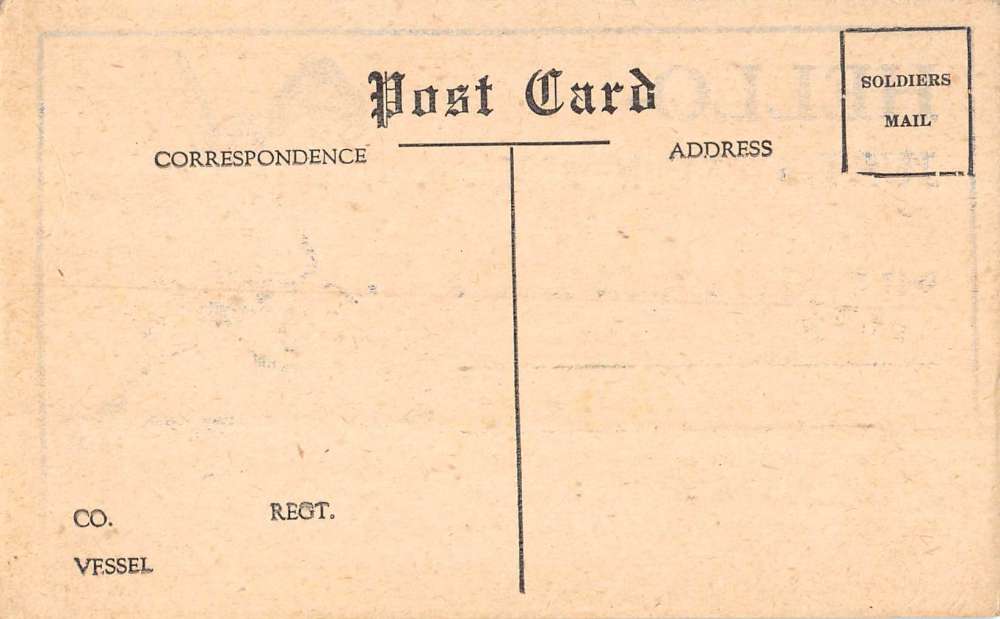 Post Card
SOLDIERS
MAIL
CORRESPONDENCE
ADDRESS
CO.
REGT.
VESSEL